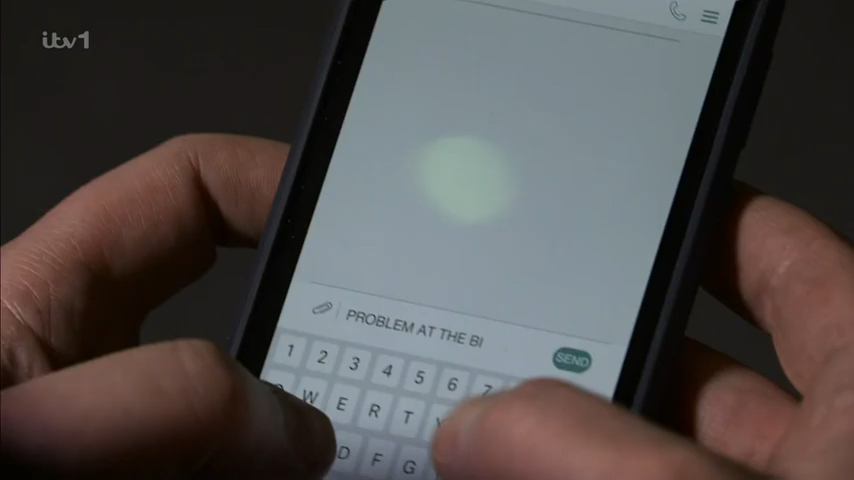 itv1
PROBLEM AT THE BI
SEND
1 2 3 4 5 6 7
W E R T
D F G